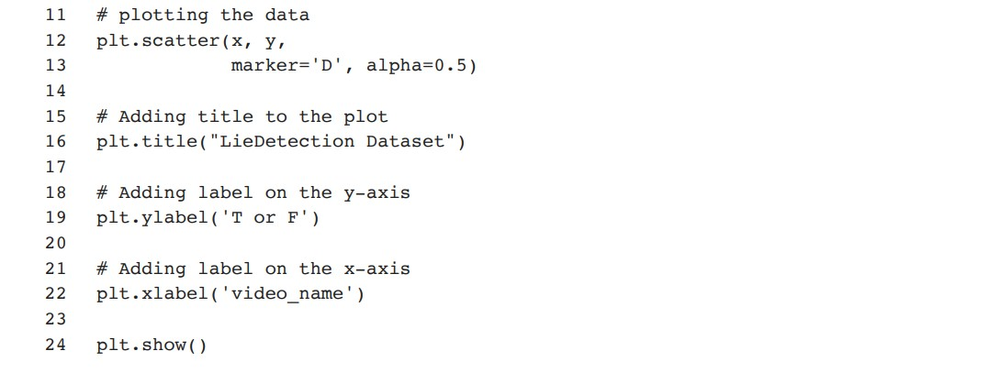 11 # plotting the data
12 plt.scatter(x, y,
13             marker='D', alpha=0.5)
14
15 # Adding title to the plot
16 plt.title("LieDetection Dataset")
17
18 # Adding label on the y-axis
19 plt.ylabel('T or F')
20
21 # Adding label on the x-axis
22 plt.xlabel('video_name')
23
24 plt.show()